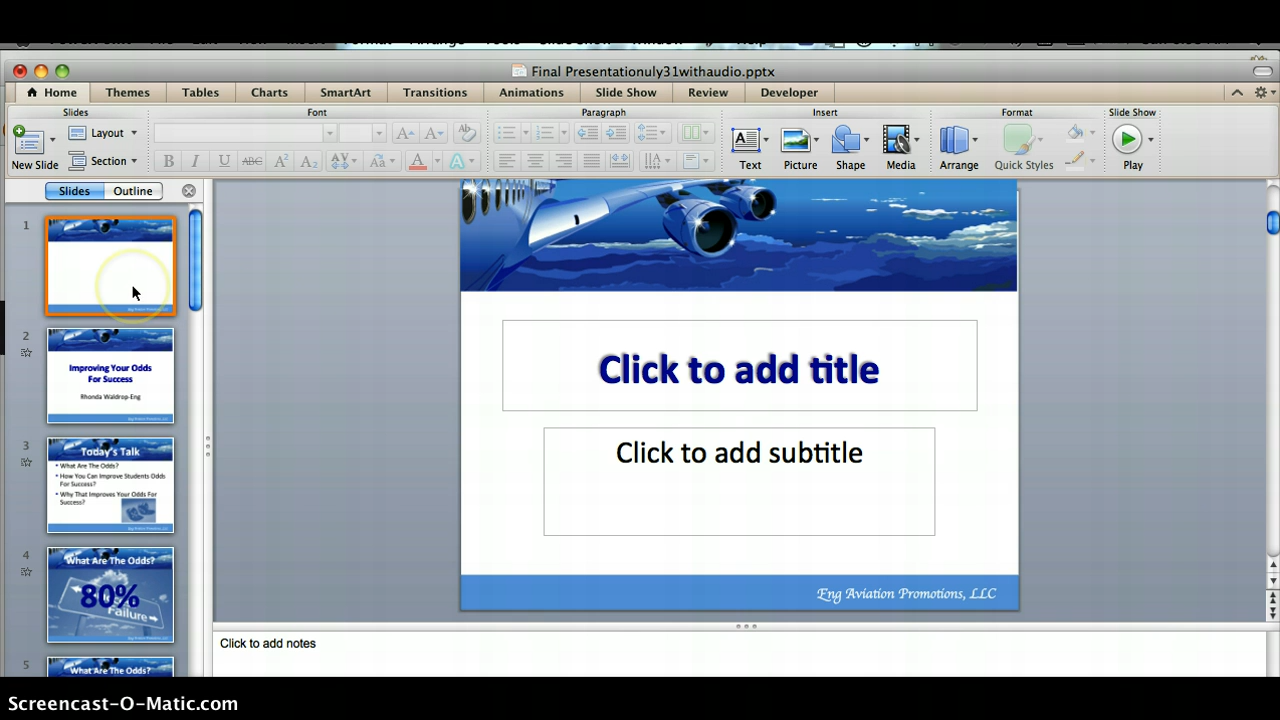 Final Presentationuly31withaudio.pptx
Home Themes Tables Charts SmartArt Transitions Animations Slide Show Review Developer
Slides Font Paragraph Insert Format Slide Show
New Slide Layout Section
B I U ABC A² A₂ AV Aa A A
Text Picture Shape Media Arrange Quick Styles Play
Slides Outline
1
2
Improving Your Odds
For Success
Rhonda Waldrop-Eng
3
Today's Talk
• What Are The Odds?
• How You Can Improve Students Odds
For Success?
• Why That Improves Your Odds For
Success?
4
What Are The Odds?
80%
Failure
5
What Are The Odds?
Click to add title
Click to add subtitle
Eng Aviation Promotions, LLC
Click to add notes
Screencast-O-Matic.com